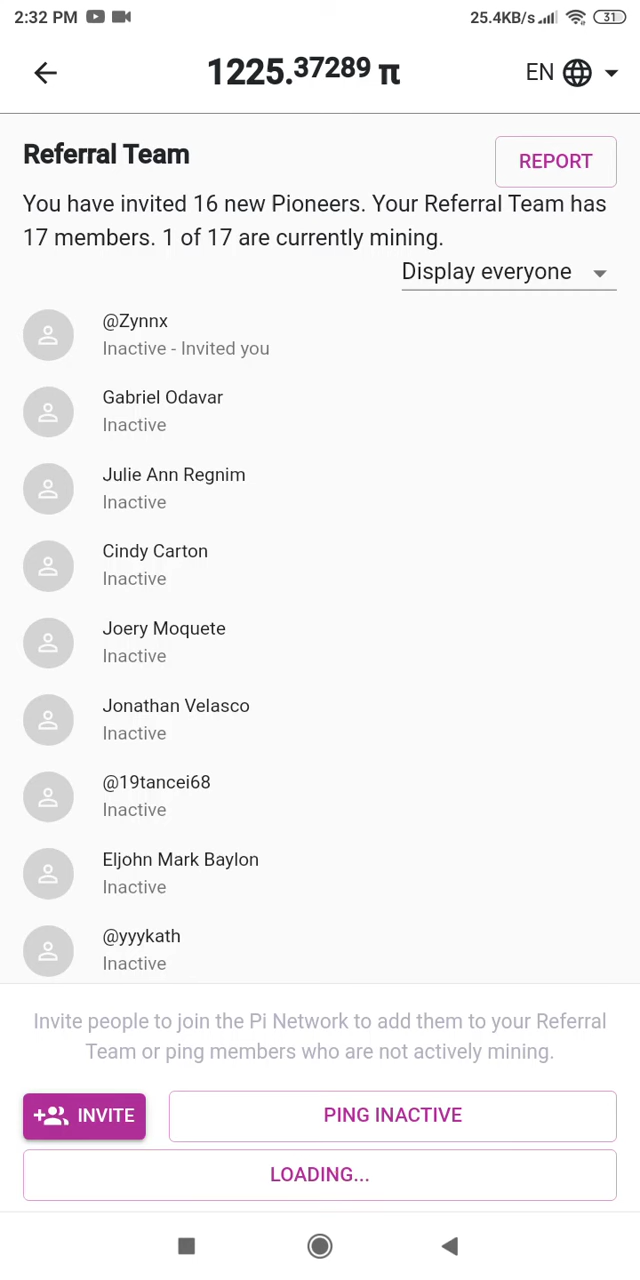 2:32 PM 25.4KB/s 31
1225.37289 π EN
Referral Team
REPORT
You have invited 16 new Pioneers. Your Referral Team has
17 members. 1 of 17 are currently mining.
Display everyone
@Zynnx
Inactive - Invited you
Gabriel Odavar
Inactive
Julie Ann Regnim
Inactive
Cindy Carton
Inactive
Joery Moquete
Inactive
Jonathan Velasco
Inactive
@19tancei68
Inactive
Eljohn Mark Baylon
Inactive
@yyykath
Inactive
Invite people to join the Pi Network to add them to your Referral
Team or ping members who are not actively mining.
INVITE
PING INACTIVE
LOADING...